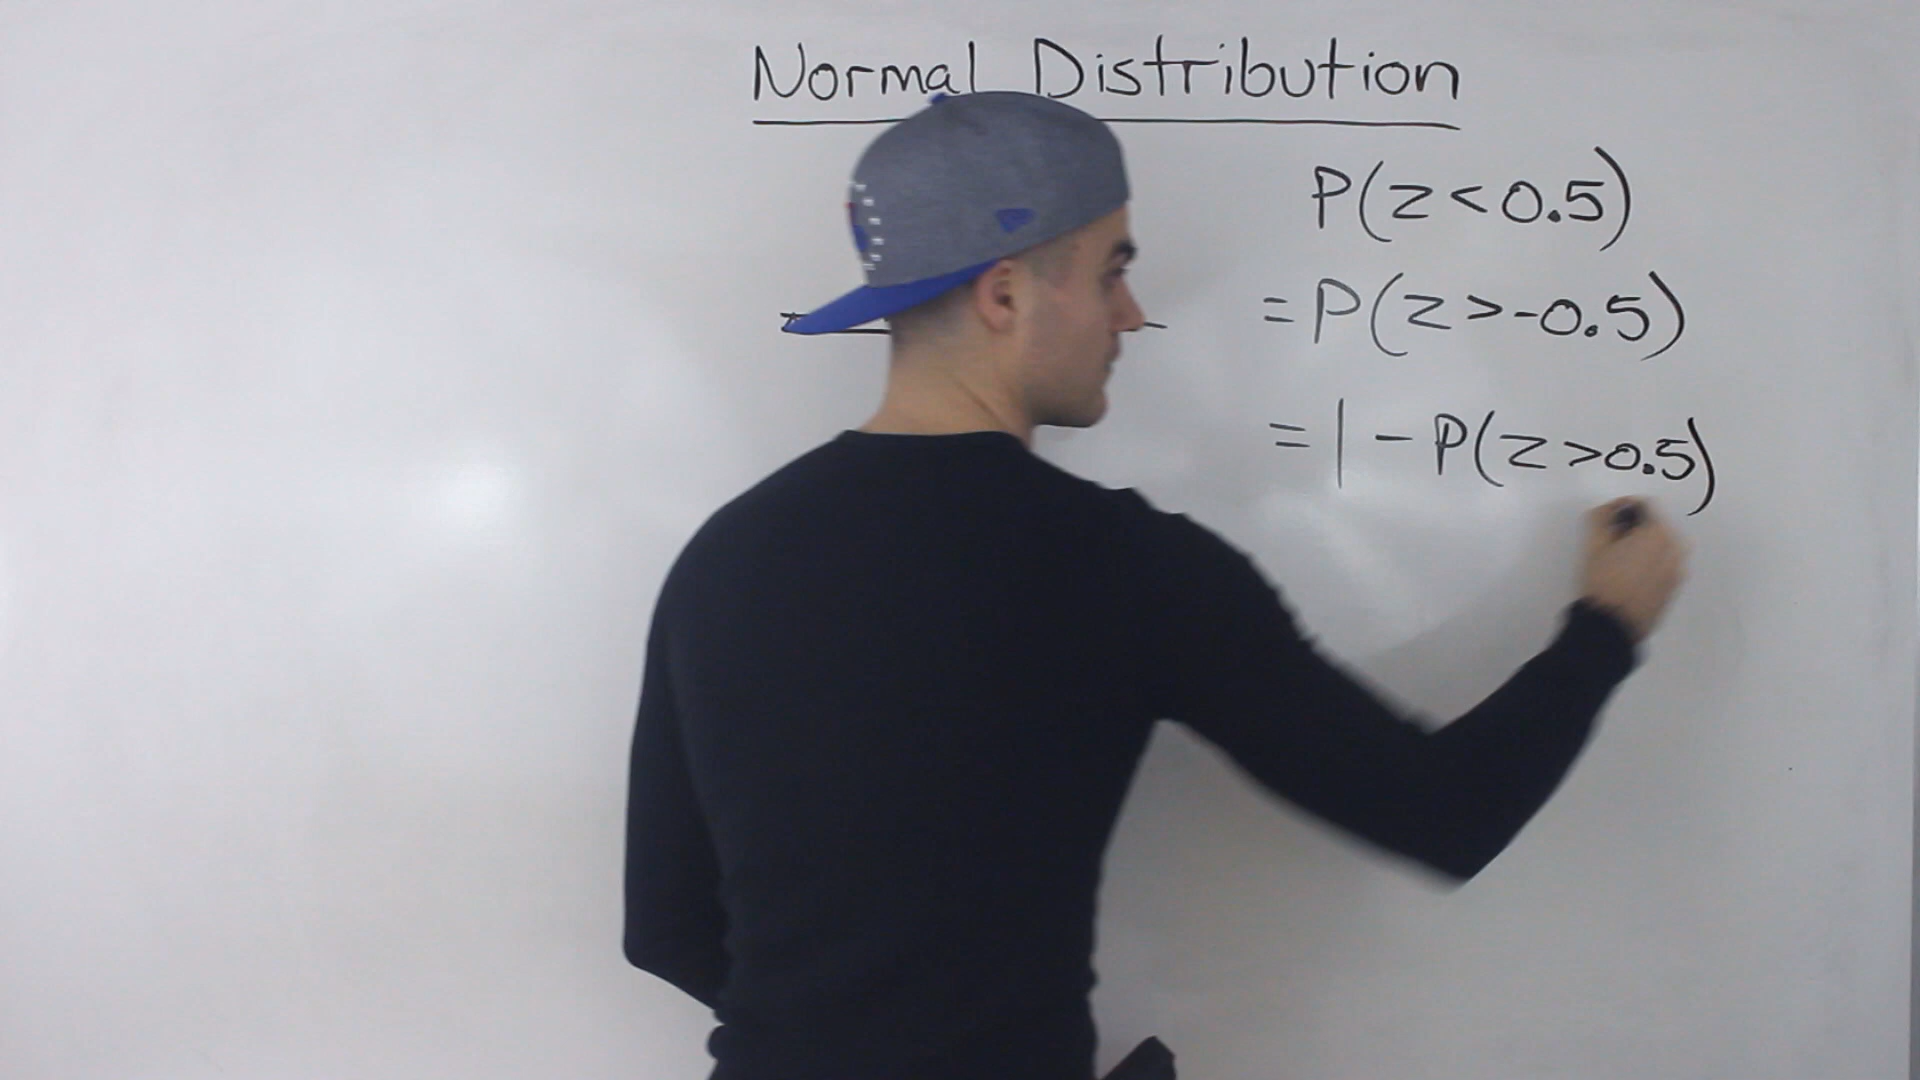 Normal Distribution
P(Z<0.5)
=P(Z>-0.5)
=1-P(Z>0.5)